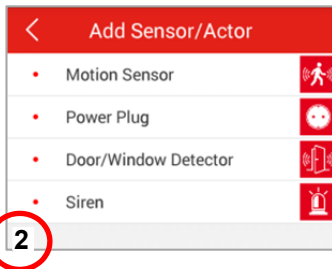 Add Sensor/Actor
Motion Sensor
Power Plug
Door/Window Detector
Siren
2